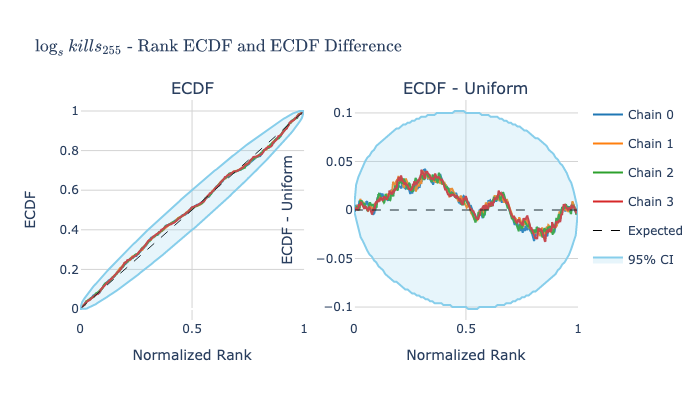 log_s kills_255 - Rank ECDF and ECDF Difference
ECDF
ECDF - Uniform
1
0.8
0.6
0.4
0.2
0
0
0.5
1
ECDF
Normalized Rank
0.1
0.05
0
−0.05
−0.1
0
0.5
1
ECDF - Uniform
Normalized Rank
Chain 0
Chain 1
Chain 2
Chain 3
Expected
95% CI